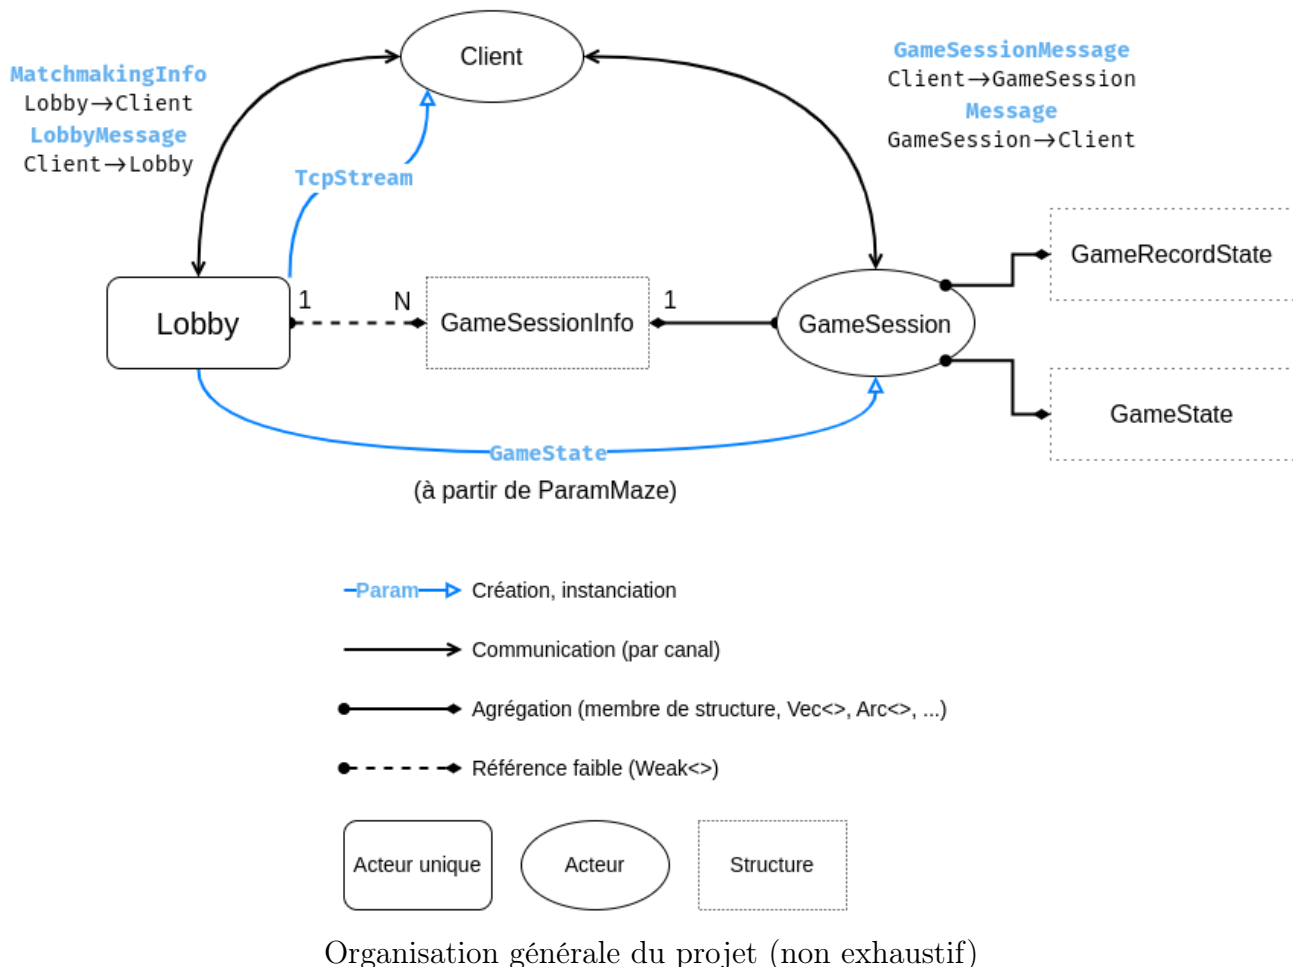 Client
MatchmakingInfo
Lobby→Client
LobbyMessage
Client→Lobby
GameSessionMessage
Client→GameSession
Message
GameSession→Client
TcpStream
GameRecordState
Lobby
1
N
GameSessionInfo
1
GameSession
GameState
GameState
(à partir de ParamMaze)
Param
Création, instanciation
Communication (par canal)
Agrégation (membre de structure, Vec<>, Arc<>, ...)
Référence faible (Weak<>)
Acteur unique
Acteur
Structure
Organisation générale du projet (non exhaustif)